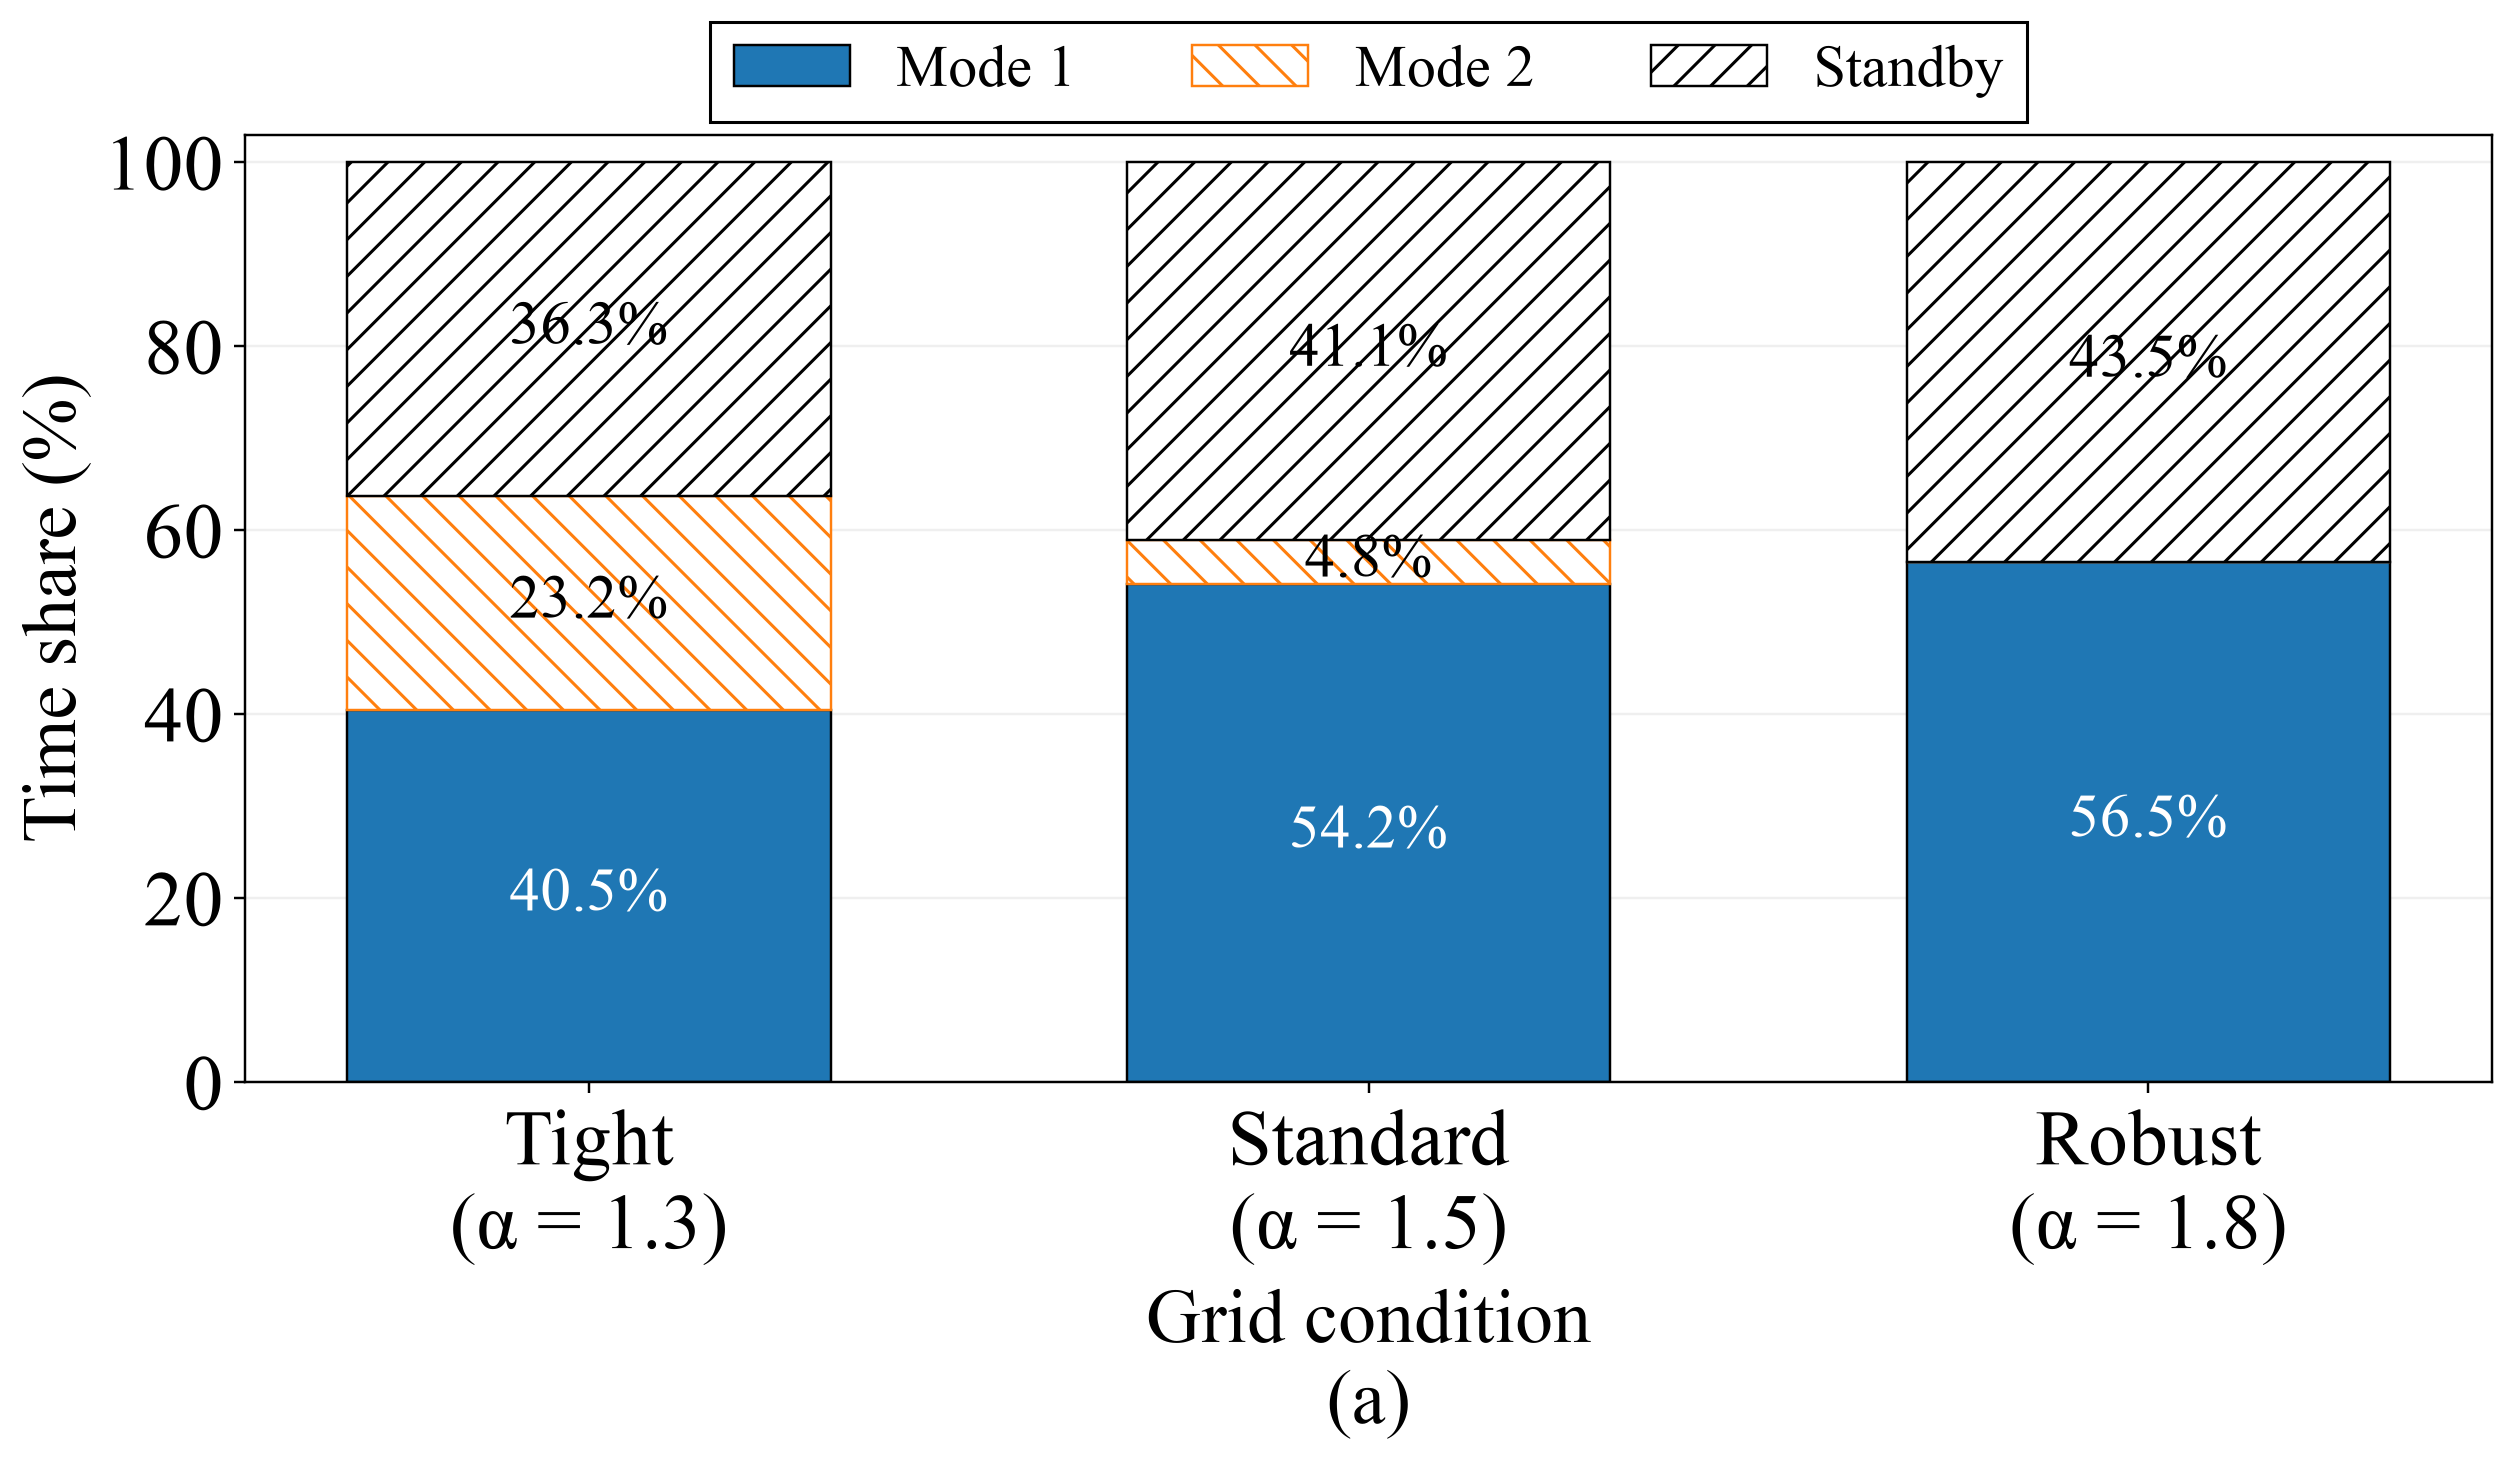 Mode 1 Mode 2 Standby
Time share (%)
100
80
60
40
20
0
36.3% 41.1% 43.5%
23.2% 4.8%
40.5% 54.2% 56.5%
Tight Standard Robust
(α = 1.3) (α = 1.5) (α = 1.8)
Grid condition
(a)